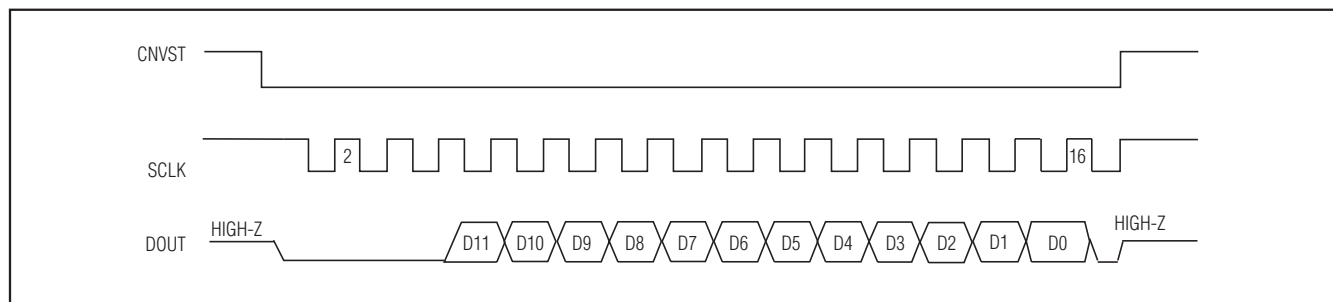 CNVST
SCLK
2
16
DOUT
HIGH-Z
D11
D10
D9
D8
D7
D6
D5
D4
D3
D2
D1
D0
HIGH-Z